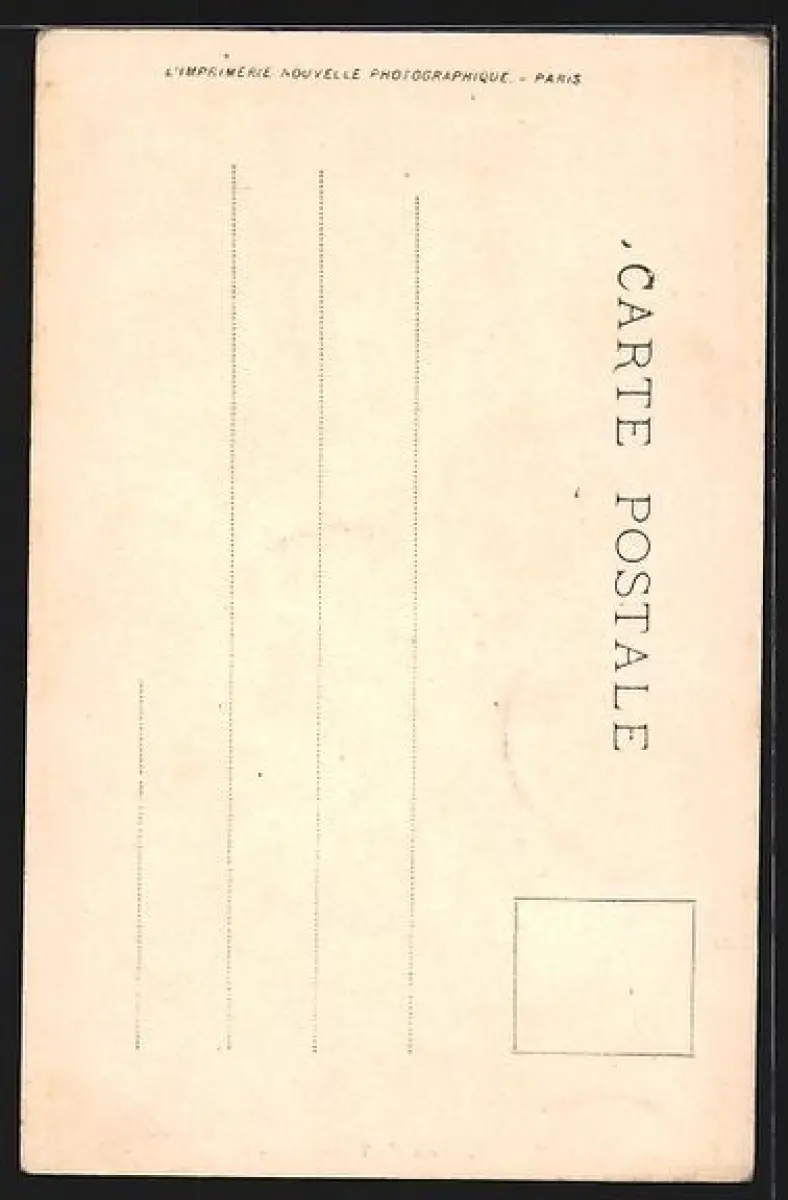 L'IMPRIMERIE NOUVELLE PHOTOGRAPHIQUE. - PARIS
CARTE POSTALE